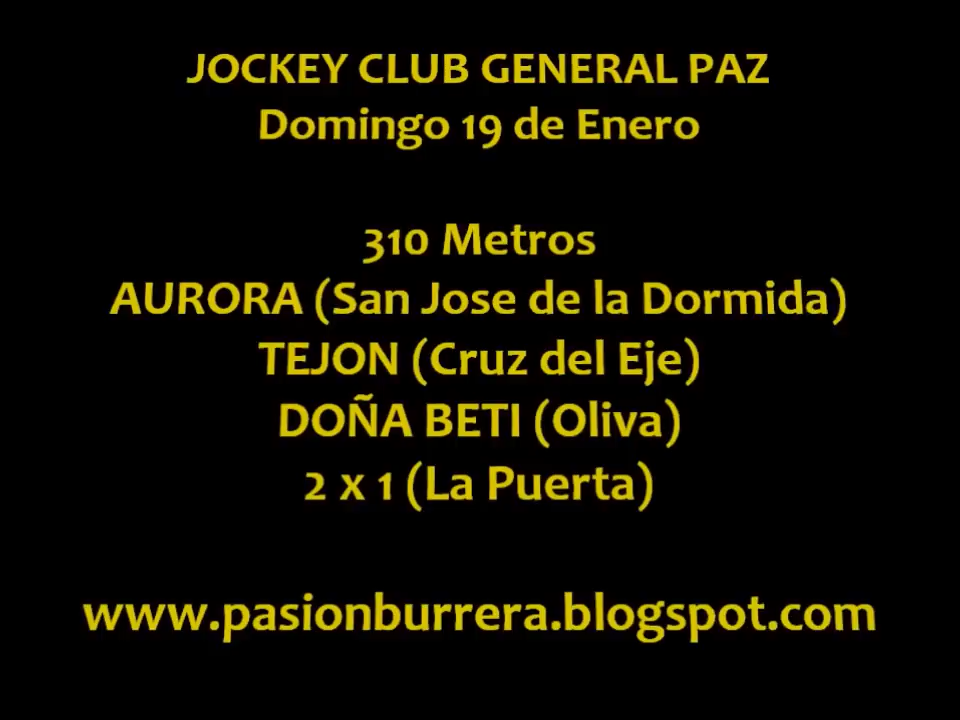 JOCKEY CLUB GENERAL PAZ
Domingo 19 de Enero
310 Metros
AURORA (San Jose de la Dormida)
TEJON (Cruz del Eje)
DOÑA BETI (Oliva)
2 x 1 (La Puerta)
www.pasionburrera.blogspot.com